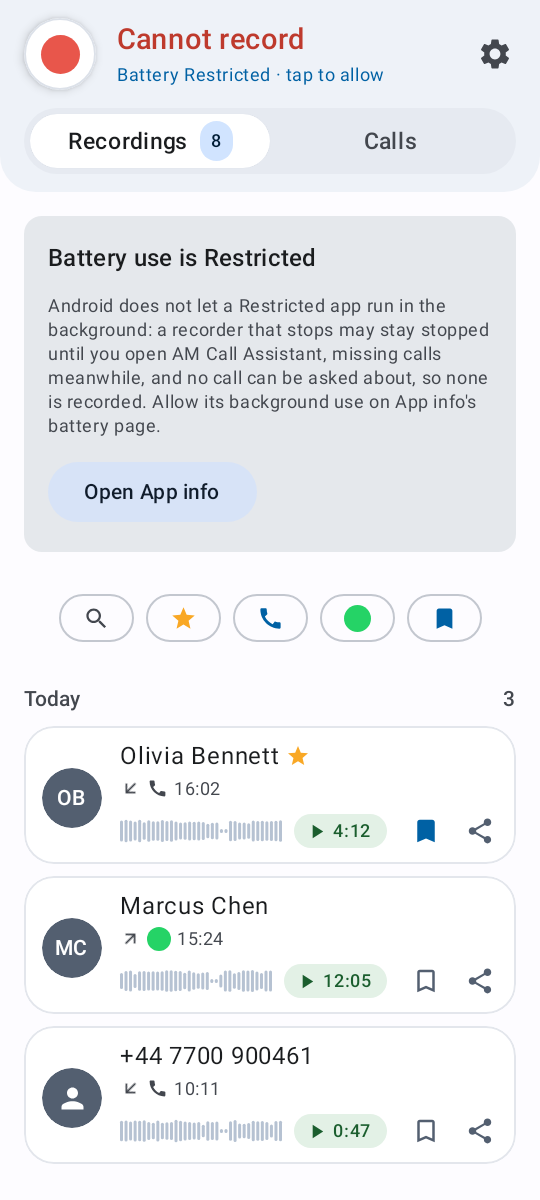 Cannot record
Battery Restricted · tap to allow
Recordings 8
Calls
Battery use is Restricted
Android does not let a Restricted app run in the
background: a recorder that stops may stay stopped
until you open AM Call Assistant, missing calls
meanwhile, and no call can be asked about, so none
is recorded. Allow its background use on App info's
battery page.
Open App info
Today 3
OB
Olivia Bennett
16:02
4:12
MC
Marcus Chen
15:24
12:05
+44 7700 900461
10:11
0:47